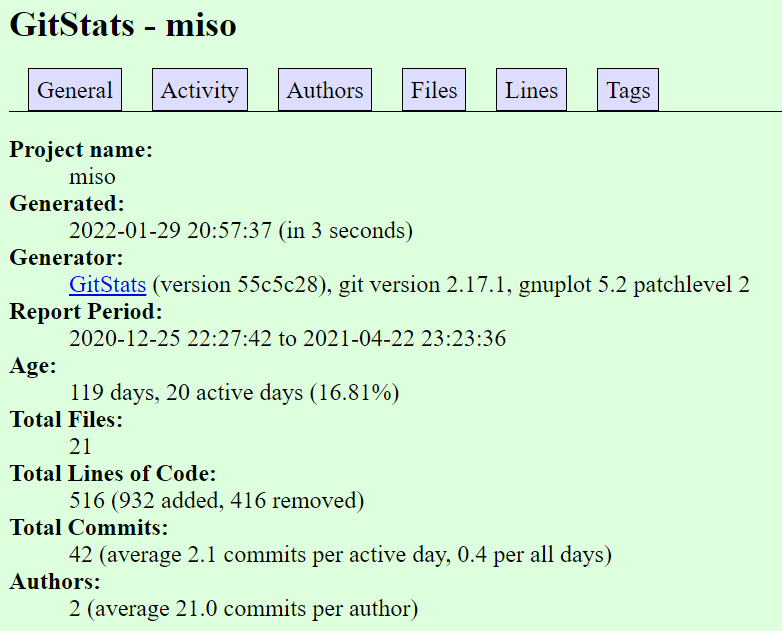 GitStats - miso
General Activity Authors Files Lines Tags
Project name:
miso
Generated:
2022-01-29 20:57:37 (in 3 seconds)
Generator:
GitStats (version 55c5c28), git version 2.17.1, gnuplot 5.2 patchlevel 2
Report Period:
2020-12-25 22:27:42 to 2021-04-22 23:23:36
Age:
119 days, 20 active days (16.81%)
Total Files:
21
Total Lines of Code:
516 (932 added, 416 removed)
Total Commits:
42 (average 2.1 commits per active day, 0.4 per all days)
Authors:
2 (average 21.0 commits per author)